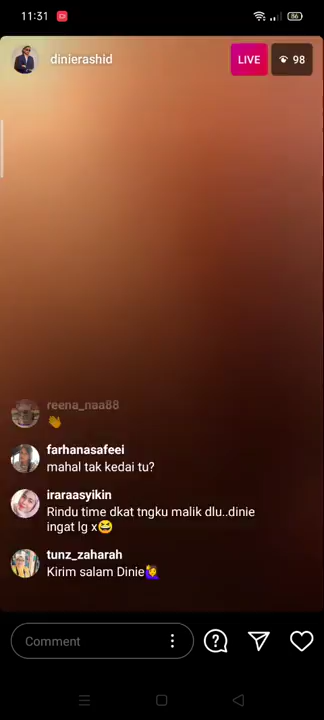 11:31
86
dinierashid
LIVE
98
reena_naa88
👋
farhanasafeei
mahal tak kedai tu?
iraraasyikin
Rindu time dkat tngku malik dlu..dinie
ingat lg x😆
tunz_zaharah
Kirim salam Dinie🙋‍♀️
Comment